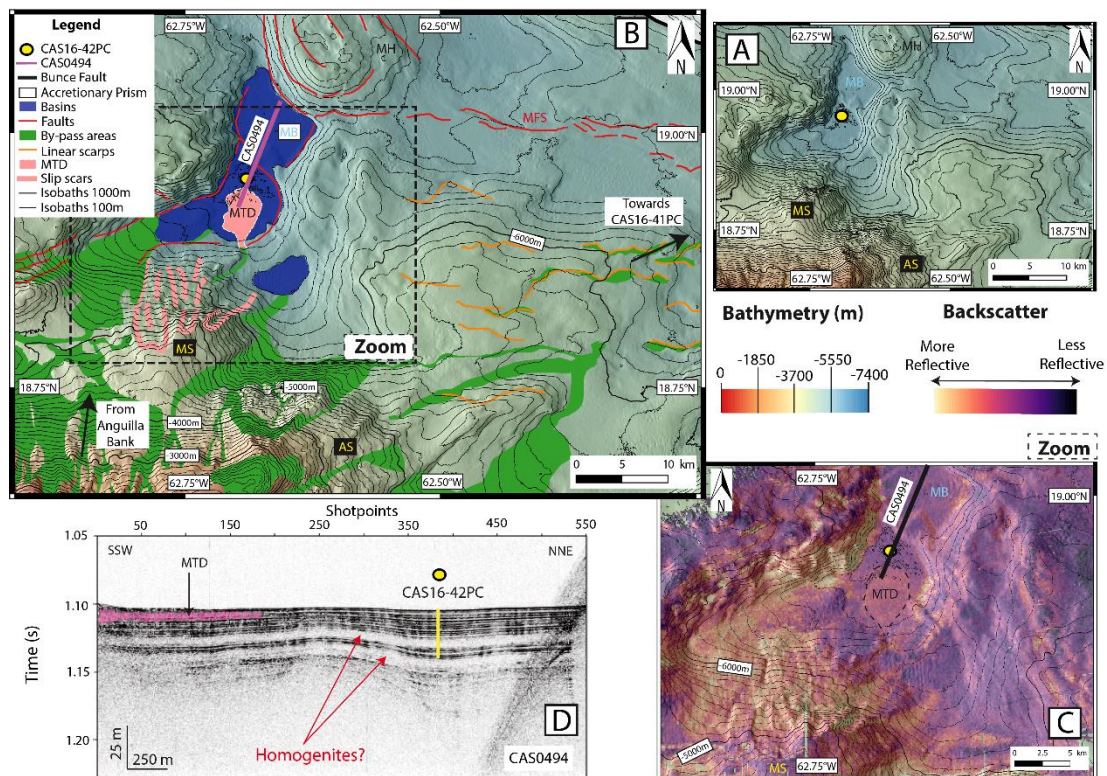 62.75°W
62.50°W
B
N
Legend
CAS16-42PC
CAS0494
Bunce Fault
Accretionary Prism
Basins
Faults
By-pass areas
Linear scarps
MTD
Slip scars
Isobaths 1000m
Isobaths 100m
MH
MB
CAS0494
MTD
MFS
19.00°N
Towards
CAS16-41PC
-6000m
Zoom
MS
18.75°N
-5000m
18.75°N
From
Anguilla
Bank
-4000m
3000m
AS
62.75°W
62.50°W
0 5 10 km
62.75°W
62.50°W
A
N
MH
MB
19.00°N
19.00°N
MS
18.75°N
18.75°N
AS
62.75°W
62.50°W
0 5 10 km
Bathymetry (m)
0
-1850
-3700
-5550
-7400
Backscatter
More
Reflective
Less
Reflective
Zoom
N
62.75°W
MB
19.00°N
CAS0494
MTD
-6000m
-5000m
C
MS
62.75°W
0 2.5 5 km
Shotpoints
50 150 250 350 450 550
1.05
SSW
NNE
MTD
CAS16-42PC
1.10
Time (s)
1.15
1.20
25 m
250 m
Homogenites?
D
CAS0494